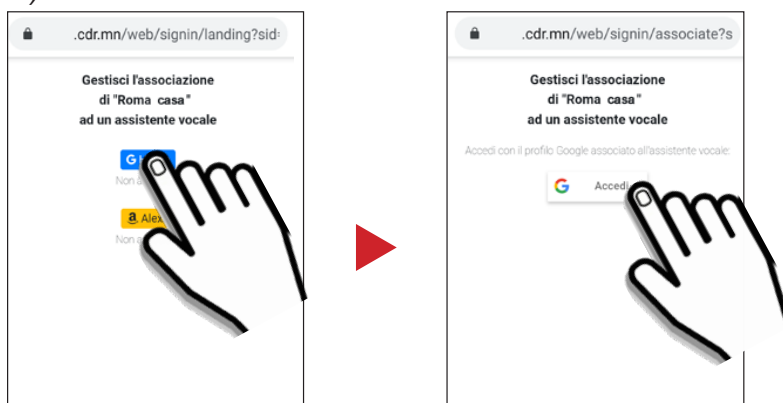 .cdr.mn/web/signin/landing?sid=
Gestisci l'associazione
di "Roma casa"
ad un assistente vocale
G
Non a
a Alex
Non a
.cdr.mn/web/signin/associate?s
Gestisci l'associazione
di "Roma casa"
ad un assistente vocale
Accedi con il profilo Google associato all'assistente vocale:
G Accedi